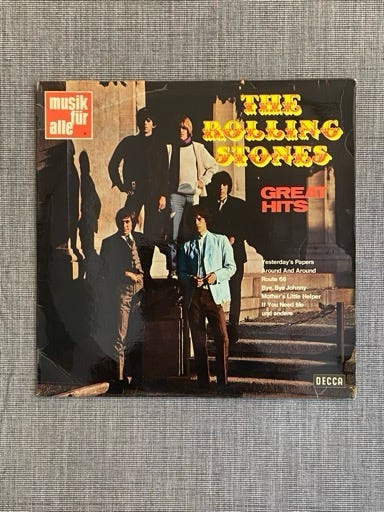 musik
für
alle
THE
ROLLING
STONES
GREAT
HITS
Yesterday's Papers
Around And Around
Route 66
Bye, Bye Johnny
Mother's Little Helper
If You Need Me
und andere
DECCA